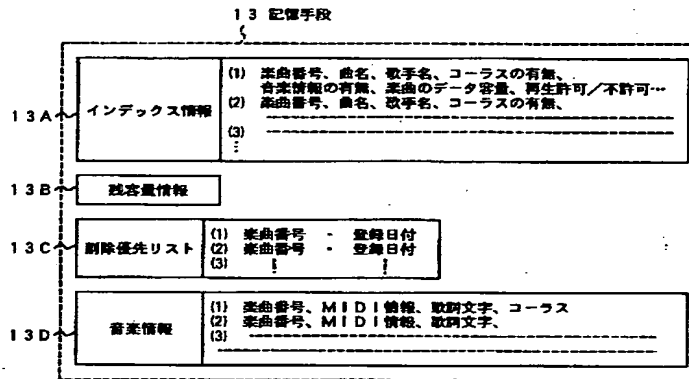 13 記憶手段
13A
インデックス情報
(1) 楽曲番号、曲名、歌手名、コーラスの有無、
音楽情報の有無、楽曲のデータ容量、再生許可／不許可…
(2) 楽曲番号、曲名、歌手名、コーラスの有無、
(3)
13B
残容量情報
13C
削除優先リスト
(1) 楽曲番号 - 登録日付
(2) 楽曲番号 - 登録日付
(3)
13D
音楽情報
(1) 楽曲番号、MIDI情報、歌詞文字、コーラス
(2) 楽曲番号、MIDI情報、歌詞文字、
(3)